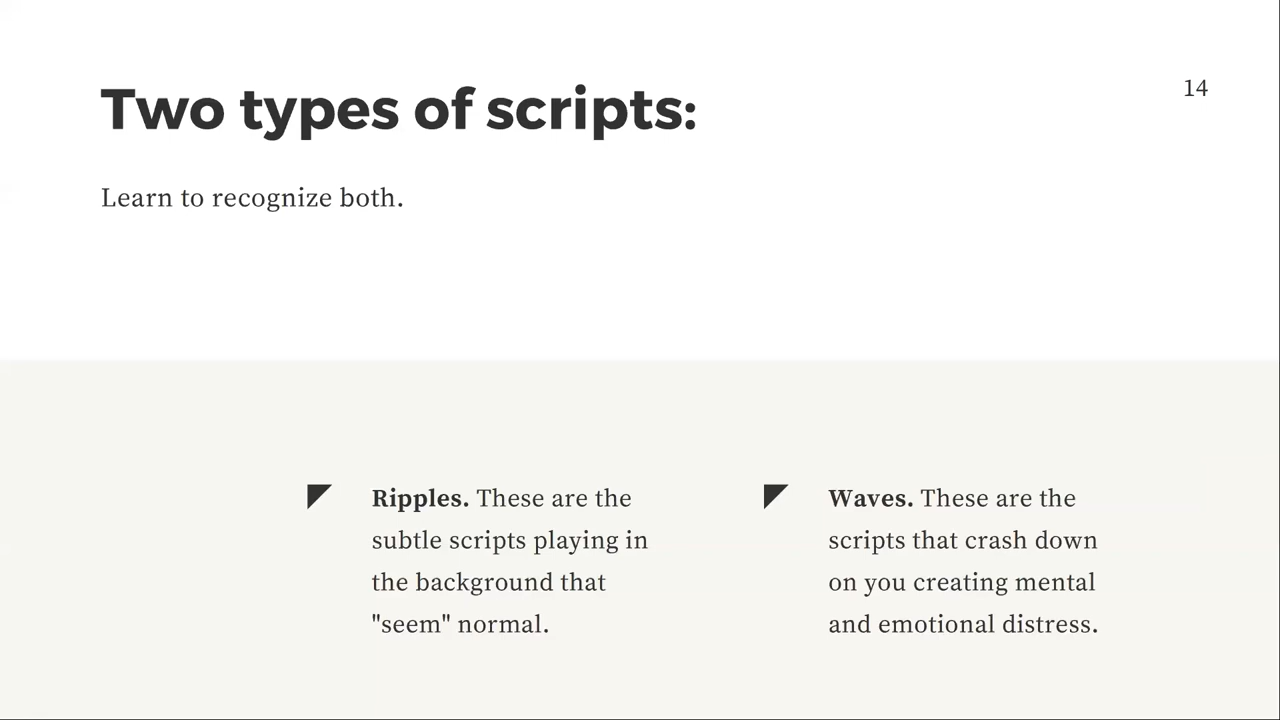 Two types of scripts:
14
Learn to recognize both.
Ripples. These are the
subtle scripts playing in
the background that
"seem" normal.
Waves. These are the
scripts that crash down
on you creating mental
and emotional distress.